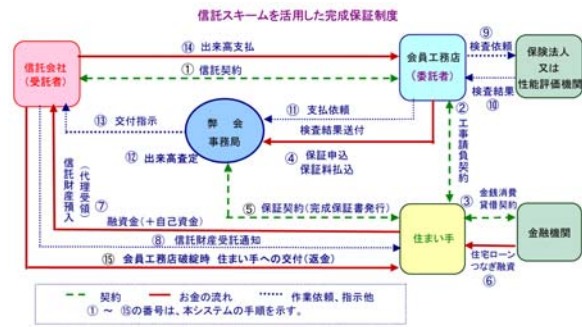 信託スキームを活用した完成保証制度
⑭ 出来高支払
⑨
検査依頼
信託会社
(受託者)
① 信託契約
会員工務店
(委託者)
保険法人
又は
性能評価機関
検査結果
⑩
⑬ 交付指示
弊 会
事務局
⑪ 支払依頼
検査結果送付
⑫ 出来高査定
④ 保証申込
保証料払込
② 工事請負契約
(代理受領)
信託財産預入
⑦
⑤ 保証契約(完成保証書発行)
③ 金銭消費
貸借契約
融資金(+自己資金)
住まい手
金融機関
⑧ 信託財産受託通知
住宅ローン
つなぎ融資
⑥
⑮ 会員工務店破綻時 住まい手への交付(返金)
契約
お金の流れ
作業依頼、指示他
① ~ ⑮の番号は、本システムの手順を示す。